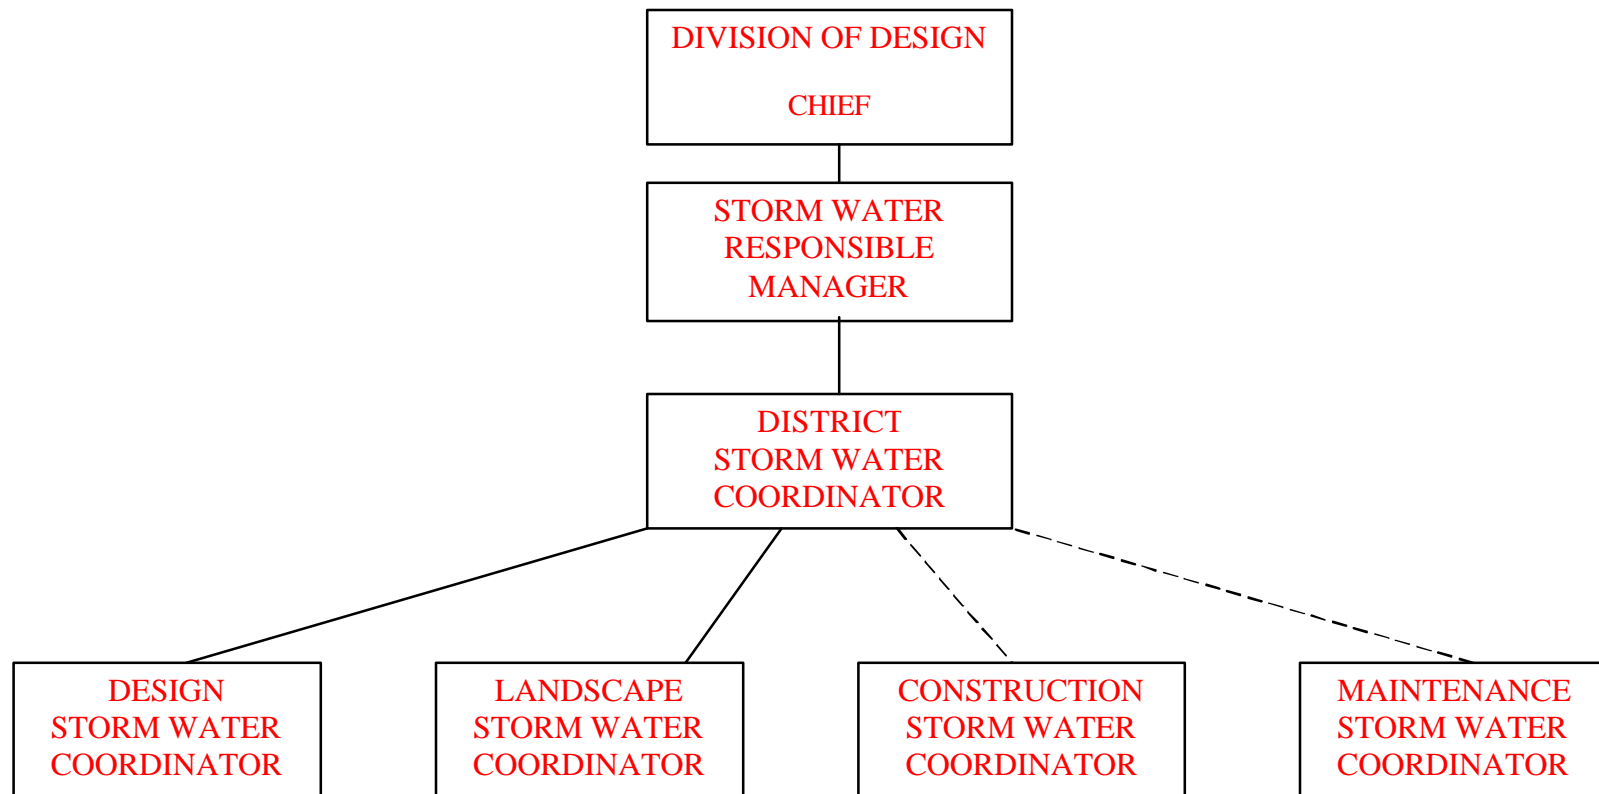 DIVISION OF DESIGN
CHIEF
STORM WATER
RESPONSIBLE
MANAGER
DISTRICT
STORM WATER
COORDINATOR
DESIGN
STORM WATER
COORDINATOR
LANDSCAPE
STORM WATER
COORDINATOR
CONSTRUCTION
STORM WATER
COORDINATOR
MAINTENANCE
STORM WATER
COORDINATOR